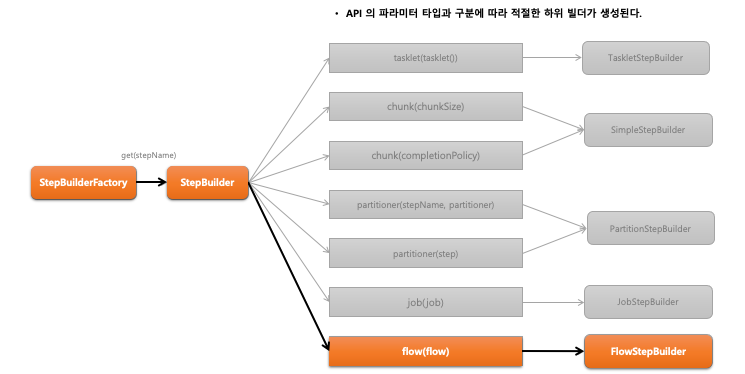 • API 의 파라미터 타입과 구분에 따라 적절한 하위 빌더가 생성된다.
tasklet(tasklet())
TaskletStepBuilder
chunk(chunkSize)
SimpleStepBuilder
chunk(completionPolicy)
get(stepName)
StepBuilderFactory
StepBuilder
partitioner(stepName, partitioner)
PartitionStepBuilder
partitioner(step)
job(job)
JobStepBuilder
flow(flow)
FlowStepBuilder